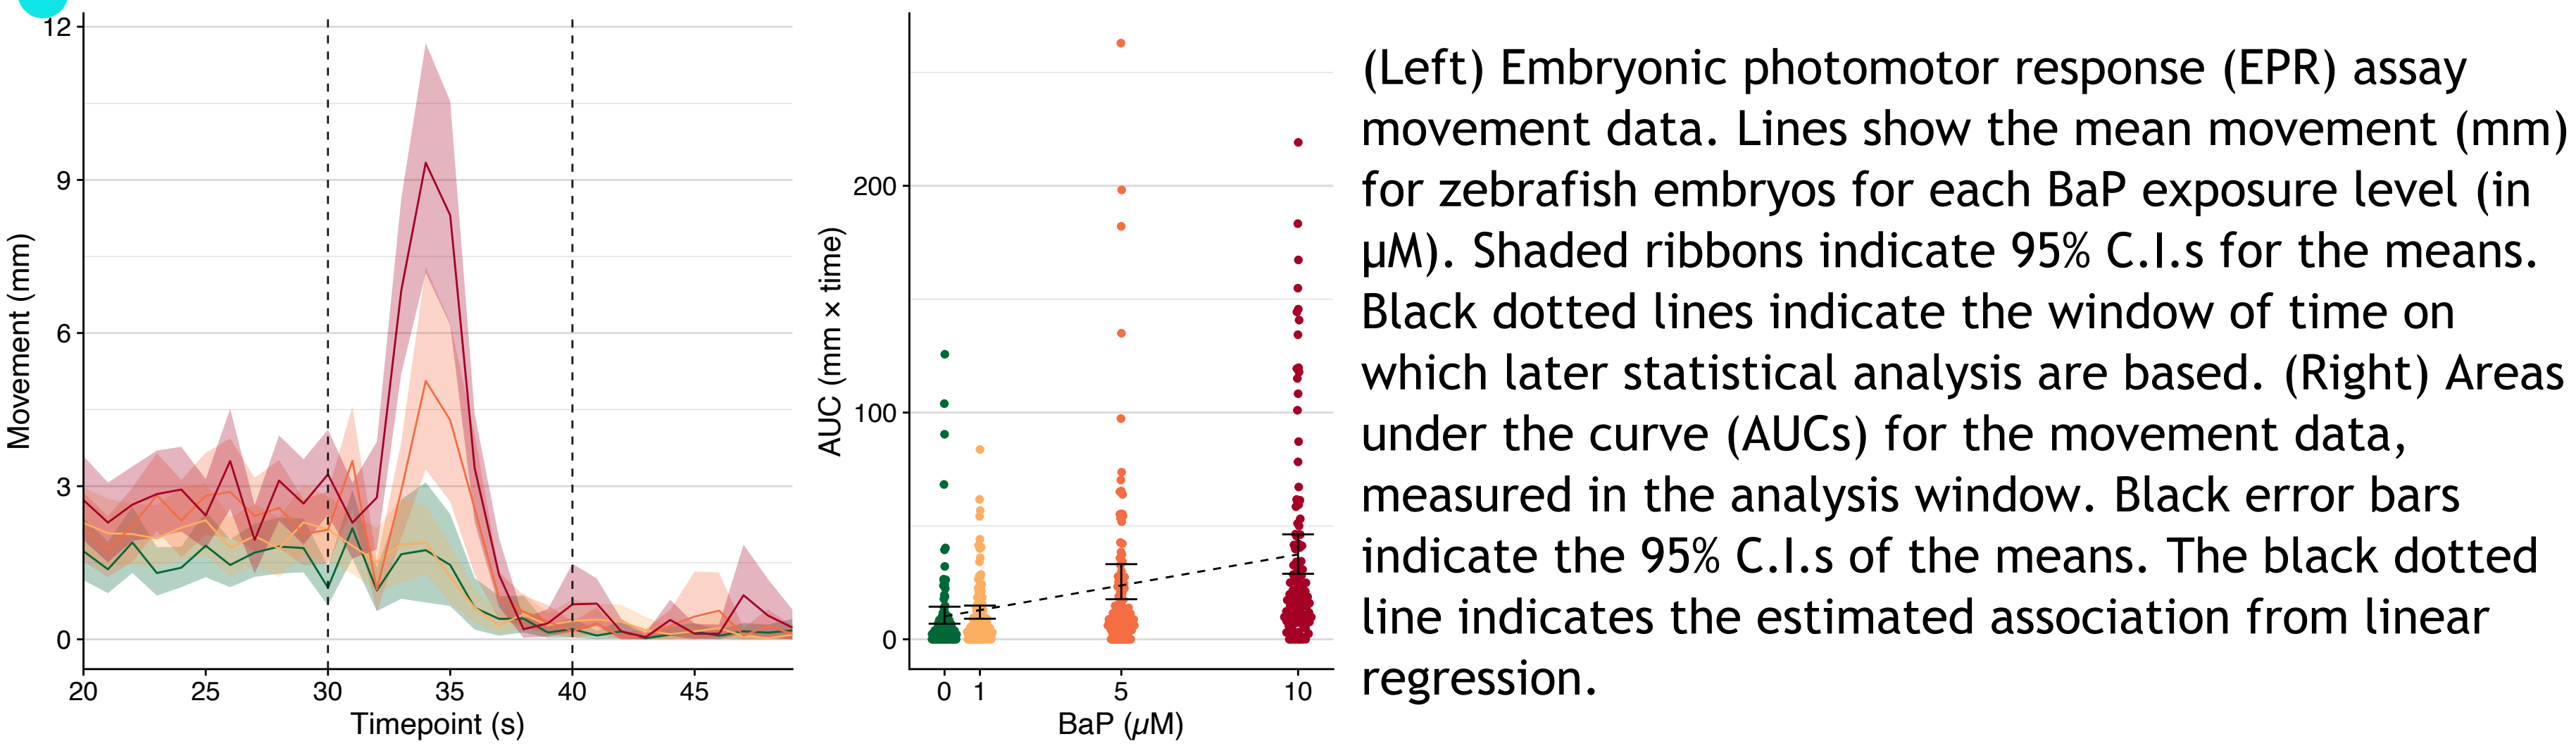 12
9
6
3
0
Movement (mm)
20 25 30 35 40 45
Timepoint (s)
200
100
0
AUC (mm × time)
0 1 5 10
BaP (µM)
(Left) Embryonic photomotor response (EPR) assay
movement data. Lines show the mean movement (mm)
for zebrafish embryos for each BaP exposure level (in
µM). Shaded ribbons indicate 95% C.I.s for the means.
Black dotted lines indicate the window of time on
which later statistical analysis are based. (Right) Areas
under the curve (AUCs) for the movement data,
measured in the analysis window. Black error bars
indicate the 95% C.I.s of the means. The black dotted
line indicates the estimated association from linear
regression.